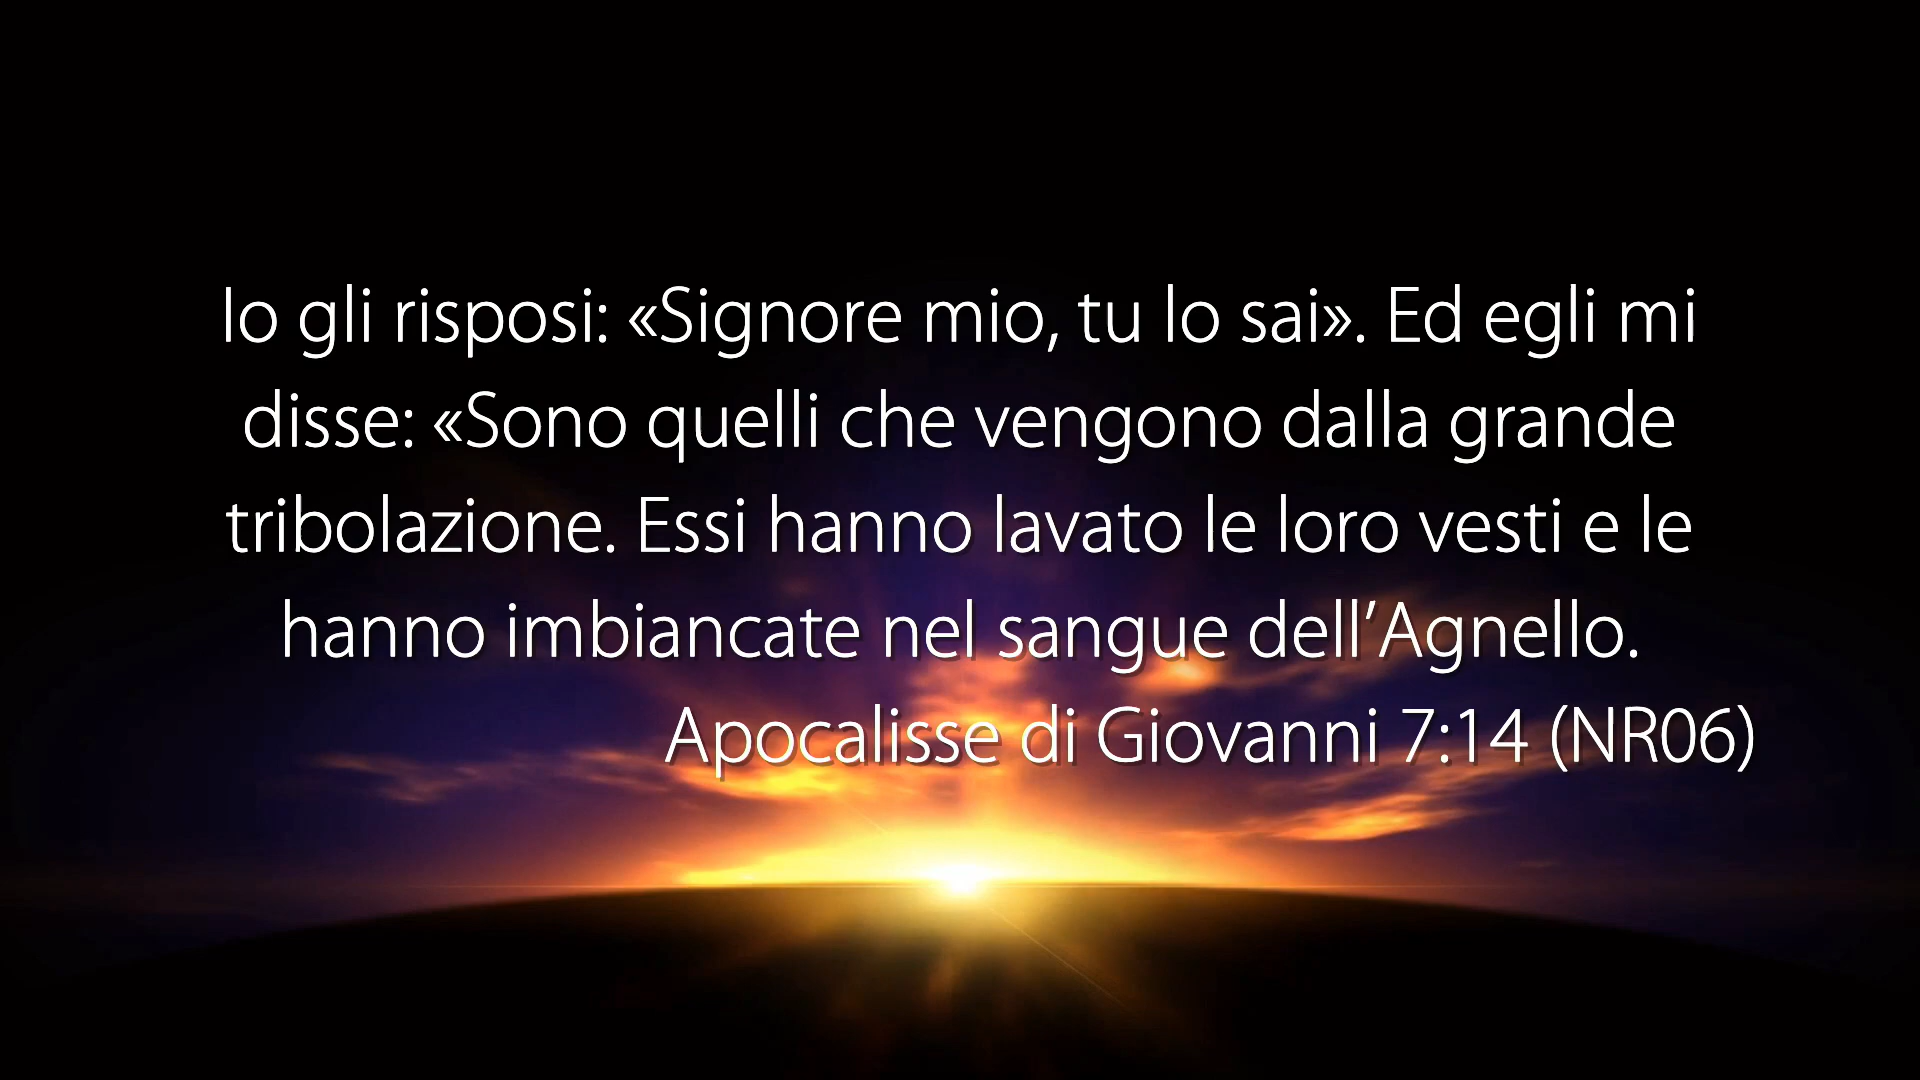 Io gli risposi: «Signore mio, tu lo sai». Ed egli mi
disse: «Sono quelli che vengono dalla grande
tribolazione. Essi hanno lavato le loro vesti e le
hanno imbiancate nel sangue dell’Agnello.
Apocalisse di Giovanni 7:14 (NR06)